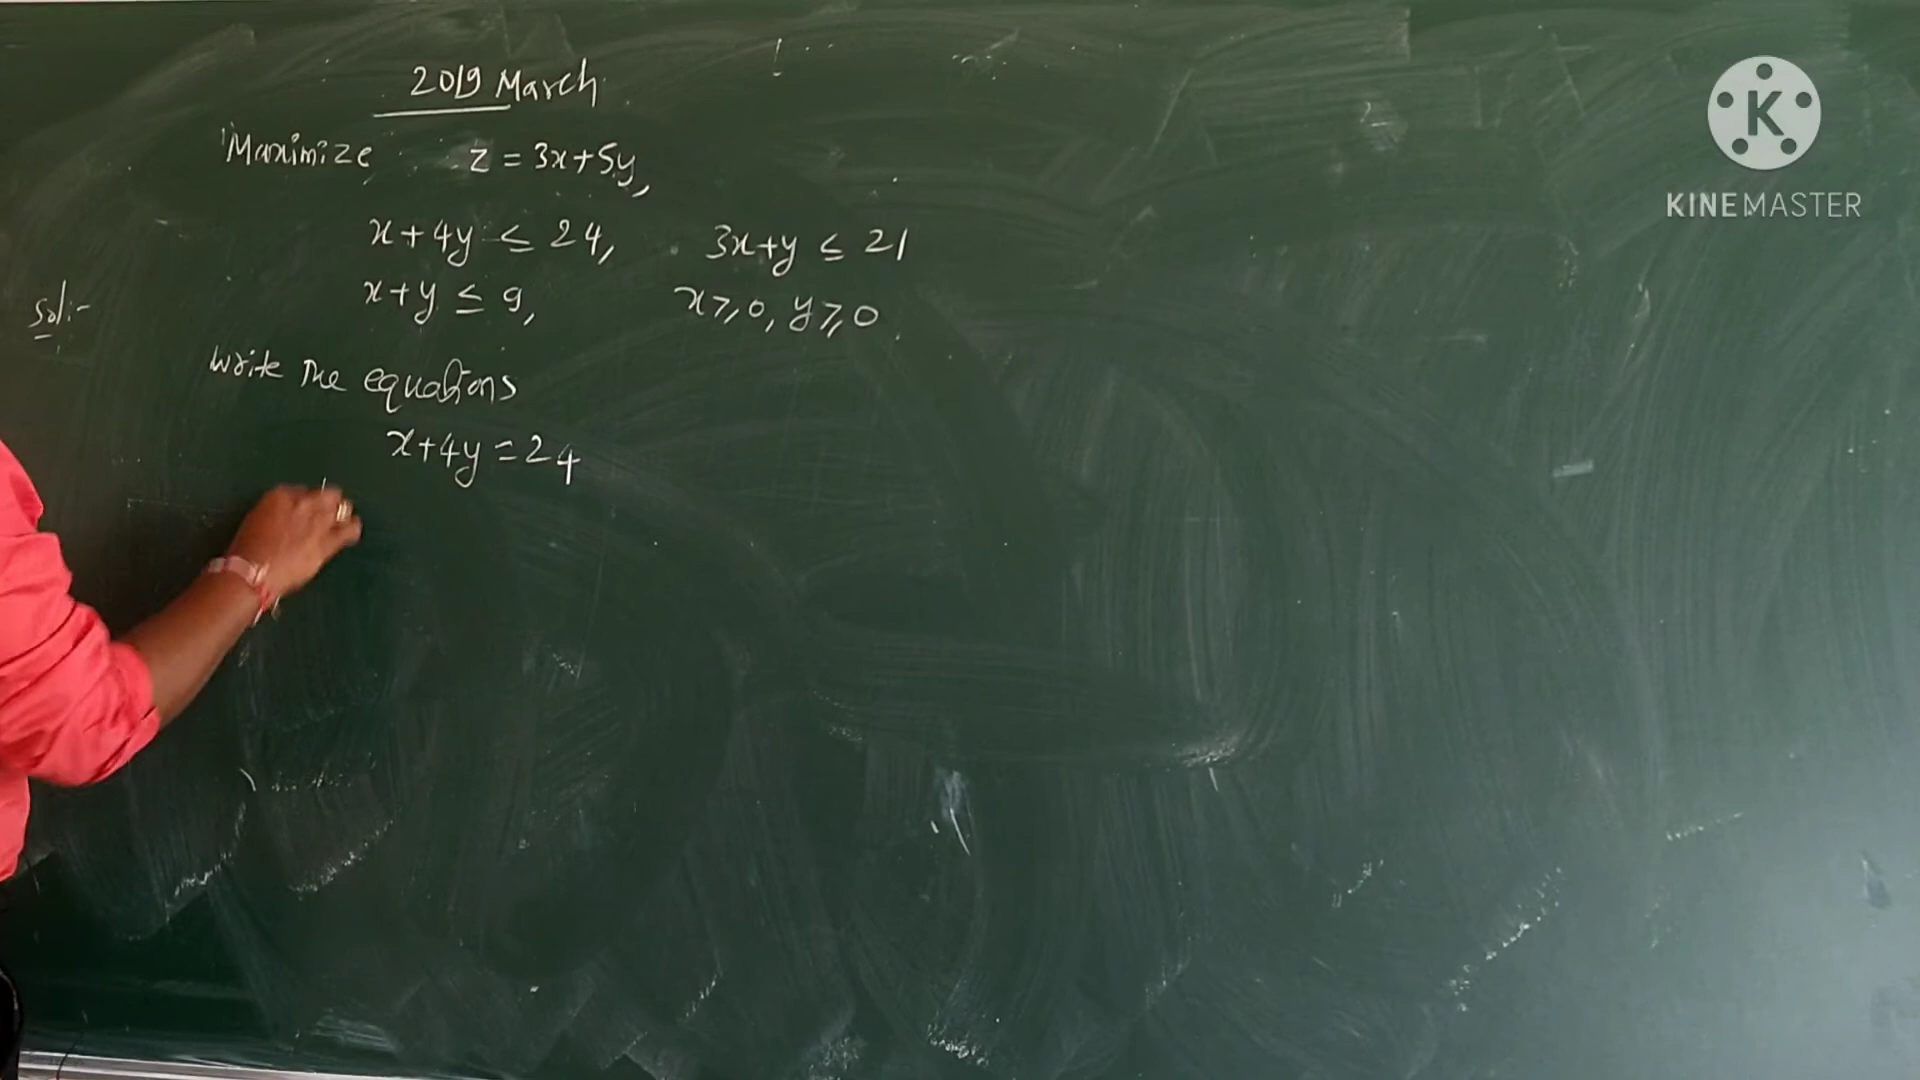 2019 March
Maximize z = 3x+5y,
x+4y ≤ 24, 3x+y ≤ 21
x+y ≤ 9, x≥0, y≥0.
Sol:-
Write The equations
x+4y=24
K
KINEMASTER